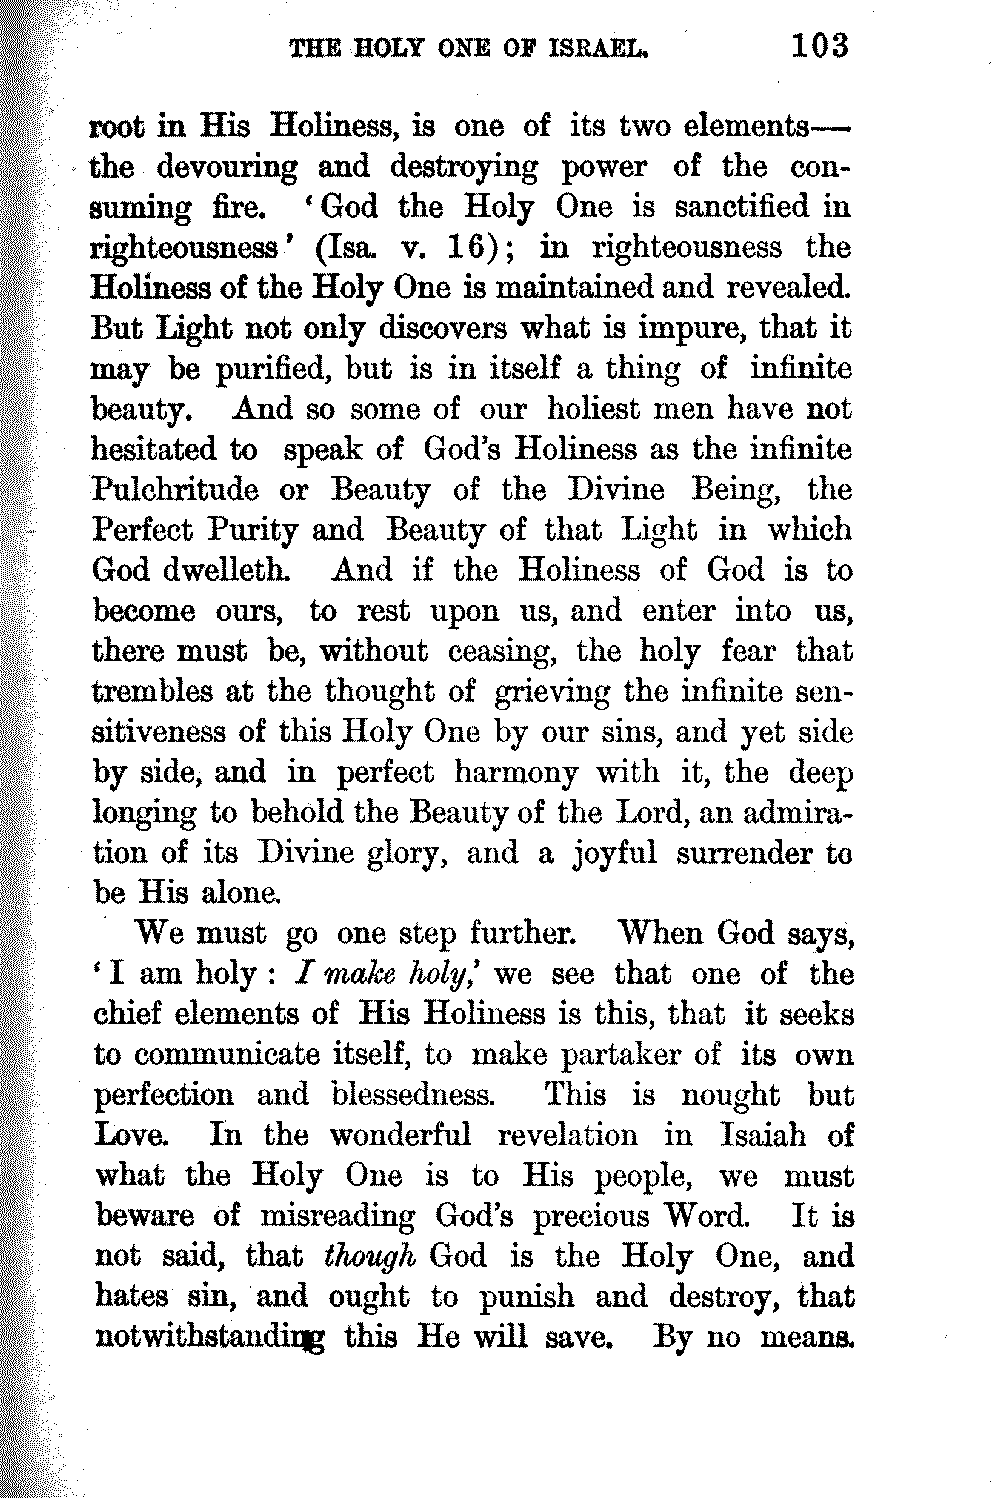 THE HOLY ONE OF ISRAEL. 103
root in His Holiness, is one of its two elements—
the devouring and destroying power of the con-
suming fire. ‘God the Holy One is sanctified in
righteousness’ (Isa. v. 16); in righteousness the
Holiness of the Holy One is maintained and revealed.
But Light not only discovers what is impure, that it
may be purified, but is in itself a thing of infinite
beauty. And so some of our holiest men have not
hesitated to speak of God's Holiness as the infinite
Pulchritude or Beauty of the Divine Being, the
Perfect Purity and Beauty of that Light in which
God dwelleth. And if the Holiness of God is to
become ours, to rest upon us, and enter into us,
there must be, without ceasing, the holy fear that
trembles at the thought of grieving the infinite sen-
sitiveness of this Holy One by our sins, and yet side
by side, and in perfect harmony with it, the deep
longing to behold the Beauty of the Lord, an admira-
tion of its Divine glory, and a joyful surrender to
be His alone.
We must go one step further. When God says,
‘I am holy: I make holy,’ we see that one of the
chief elements of His Holiness is this, that it seeks
to communicate itself, to make partaker of its own
perfection and blessedness. This is nought but
Love. In the wonderful revelation in Isaiah of
what the Holy One is to His people, we must
beware of misreading God's precious Word. It is
not said, that though God is the Holy One, and
hates sin, and ought to punish and destroy, that
notwithstanding this He will save. By no means.